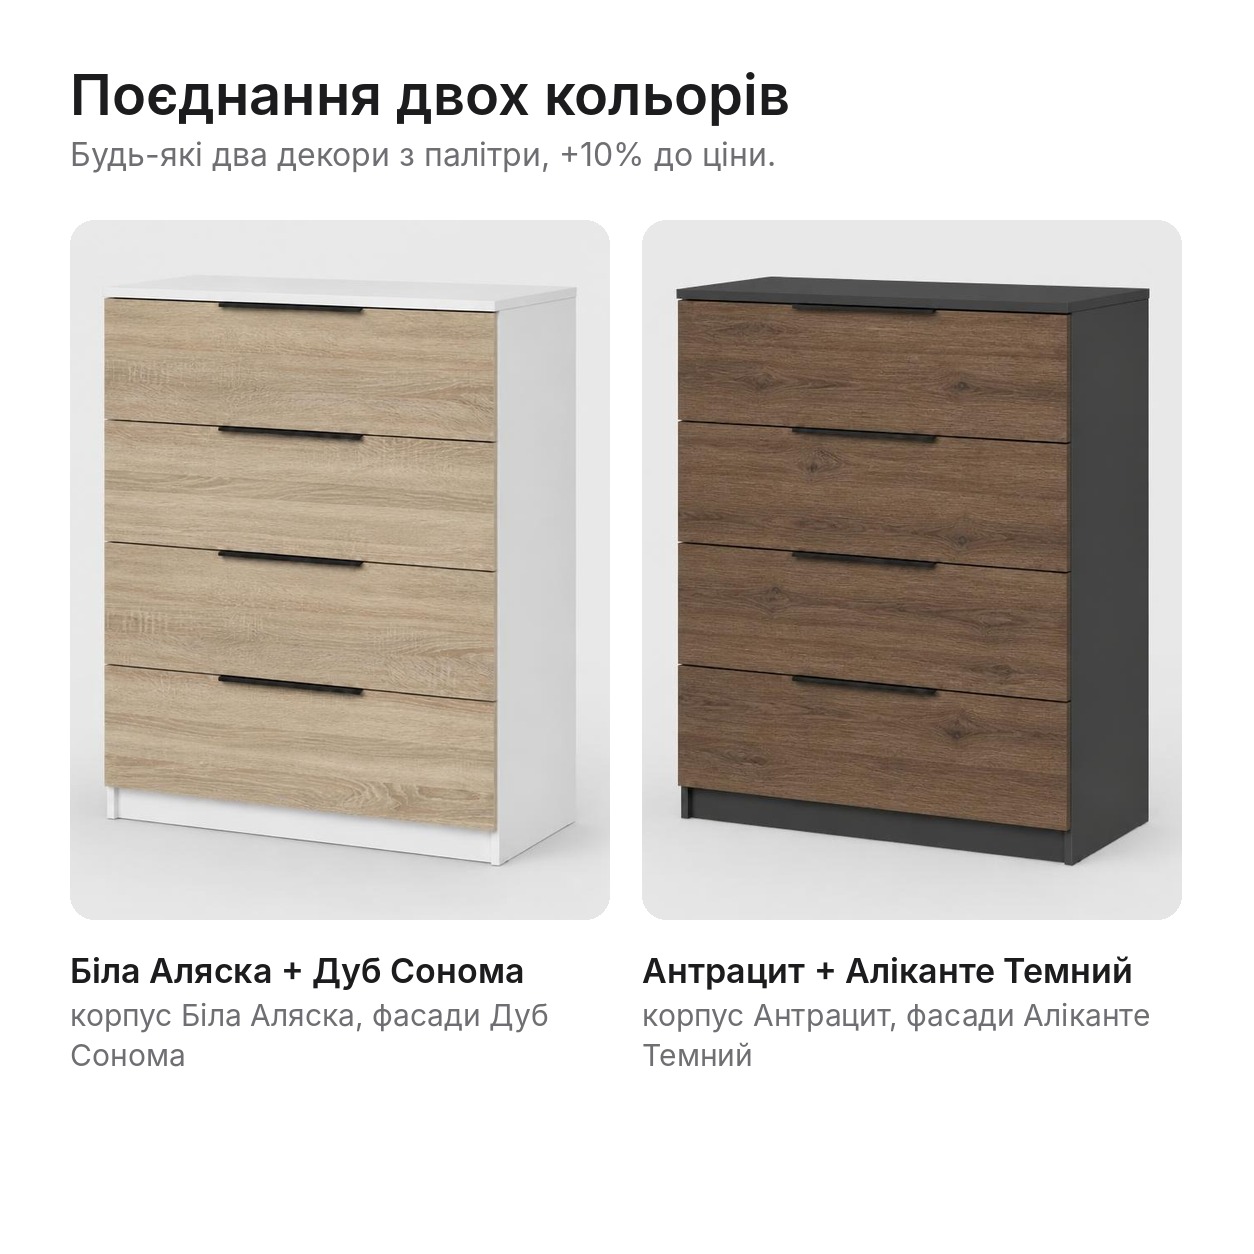 Поєднання двох кольорів
Будь-які два декори з палітри, +10% до ціни.
Біла Аляска + Дуб Сонома
корпус Біла Аляска, фасади Дуб
Сонома
Антрацит + Аліканте Темний
корпус Антрацит, фасади Аліканте
Темний